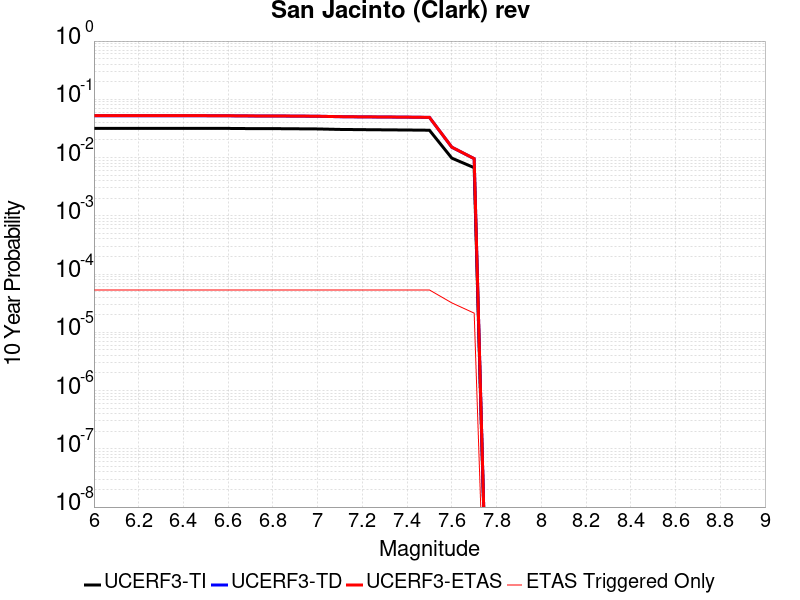 San Jacinto (Clark) rev
10 0
10 -1
10 -2
10 -3
10 -4
10 -5
10 -6
10 -7
10 -8
10 Year Probability
6 6.2 6.4 6.6 6.8 7 7.2 7.4 7.6 7.8 8 8.2 8.4 8.6 8.8 9
Magnitude
UCERF3-TI UCERF3-TD UCERF3-ETAS ETAS Triggered Only